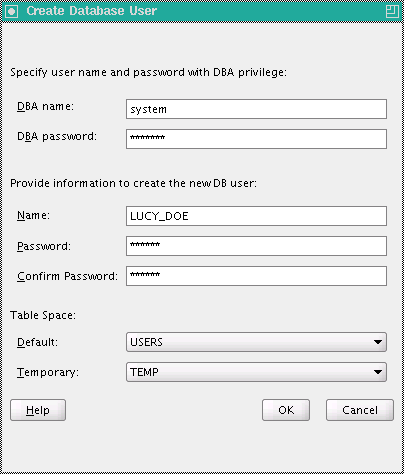 Create Database User
Specify user name and password with DBA privilege:
DBA name: system
DBA password: *******
Provide information to create the new DB user:
Name: LUCY_DOE
Password: ******
Confirm Password: ******
Table Space:
Default: USERS
Temporary: TEMP
Help OK Cancel